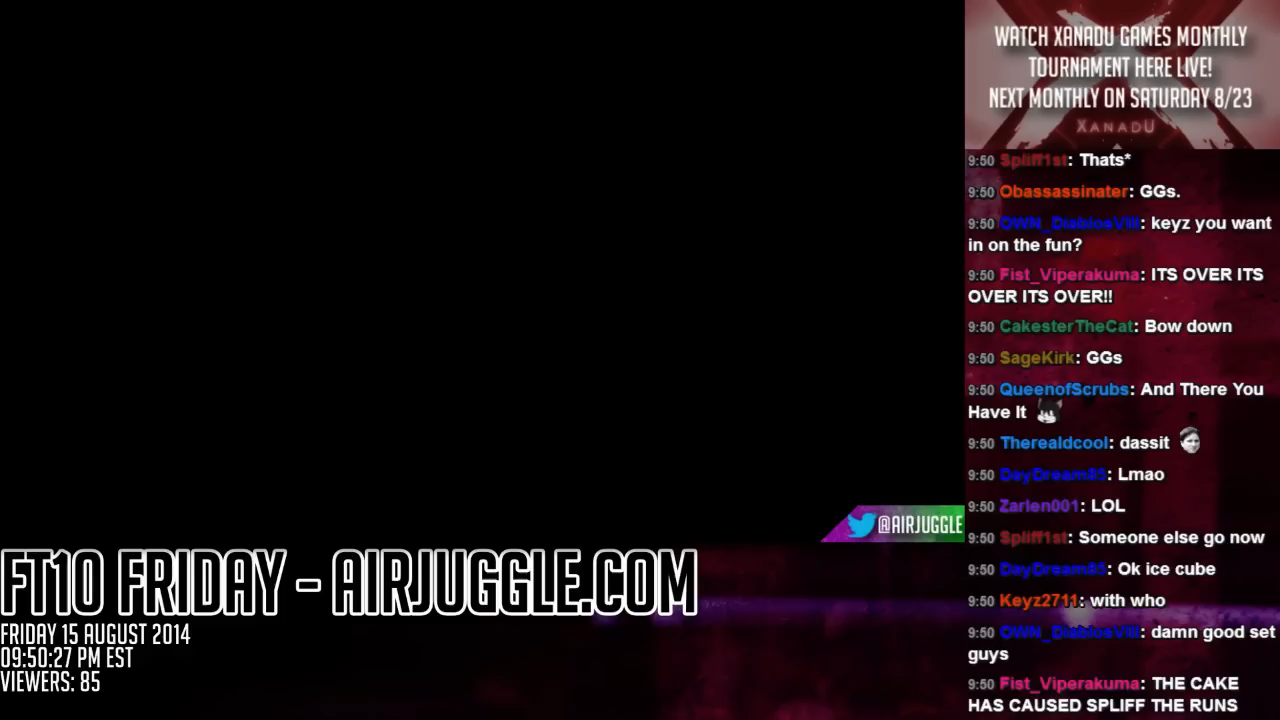 WATCH XANADU GAMES MONTHLY
TOURNAMENT HERE LIVE!
NEXT MONTHLY ON SATURDAY 8/23
XANADU
9:50 Spliff1st: Thats*
9:50 Obassassinater: GGs.
9:50 OWN_DiablosVIII: keyz you want
in on the fun?
9:50 Fist_Viperakuma: ITS OVER ITS
OVER ITS OVER!!
9:50 CakesterTheCat: Bow down
9:50 SageKirk: GGs
9:50 QueenofScrubs: And There You
Have It
9:50 Therealdcool: dassit
9:50 DayDream85: Lmao
9:50 Zarlen001: LOL
9:50 Spliff1st: Someone else go now
9:50 DayDream85: Ok ice cube
9:50 Keyz2711: with who
9:50 OWN_DiablosVIII: damn good set
guys
9:50 Fist_Viperakuma: THE CAKE
HAS CAUSED SPLIFF THE RUNS
@AIRJUGGLE
FT10 FRIDAY - AIRJUGGLE.COM
FRIDAY 15 AUGUST 2014
09:50:27 PM EST
VIEWERS: 85